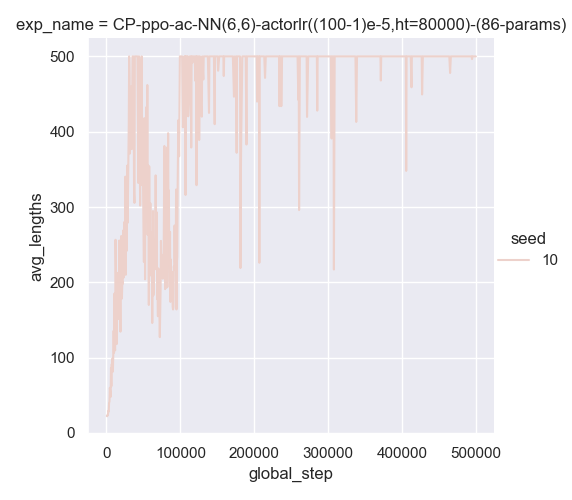 exp_name = CP-ppo-ac-NN(6,6)-actorlr((100-1)e-5,ht=80000)-(86-params)
500
400
300
200
100
0
avg_lengths
0 100000 200000 300000 400000 500000
global_step
seed
10